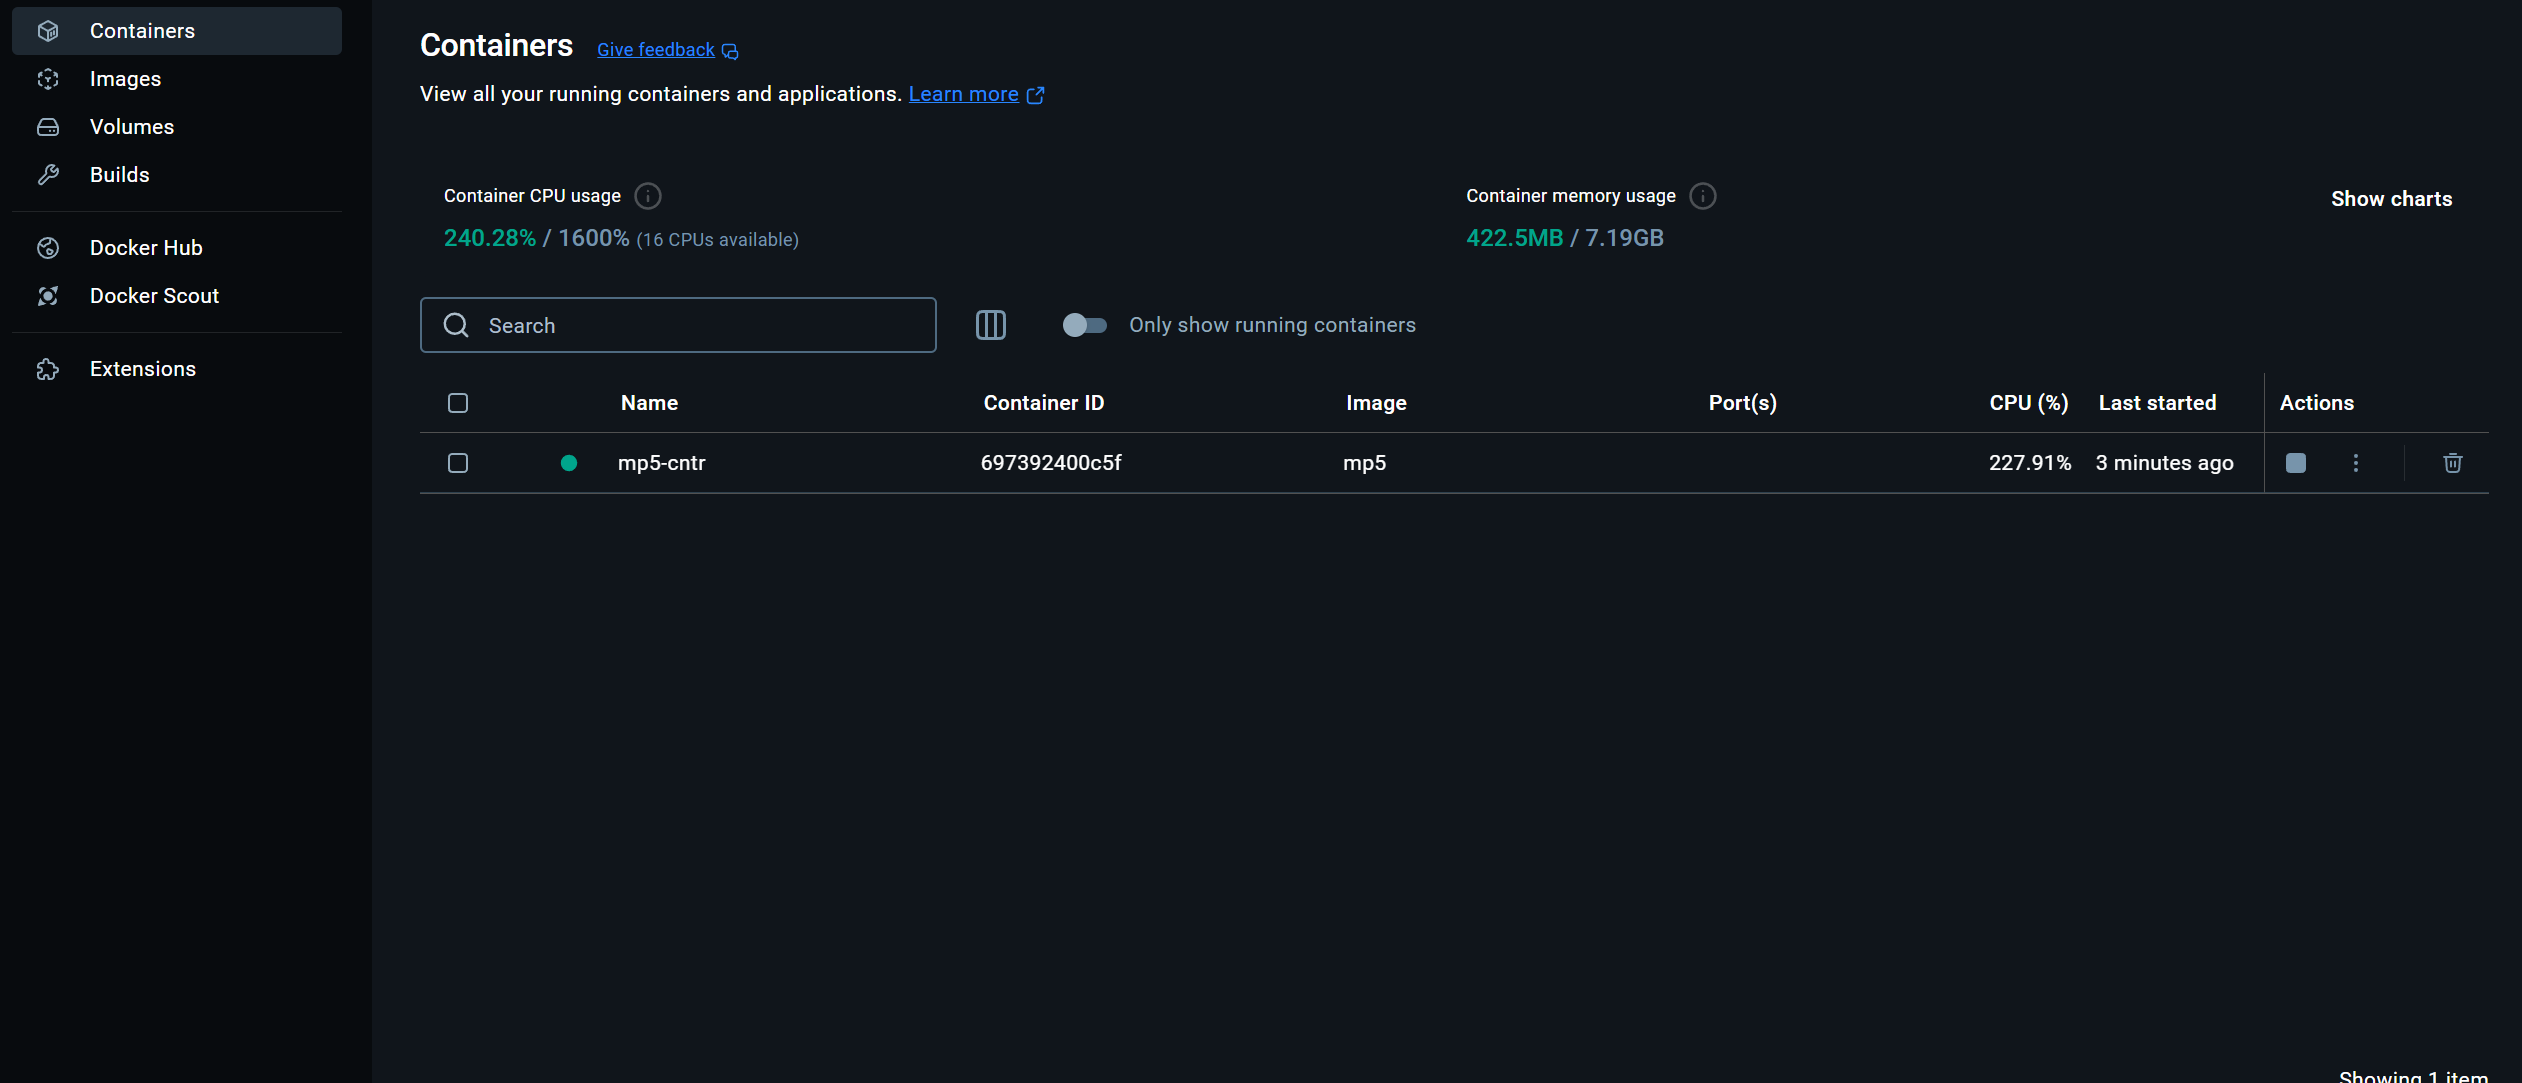 Containers
Images
Volumes
Builds
Docker Hub
Docker Scout
Extensions
Containers Give feedback
View all your running containers and applications. Learn more
Container CPU usage
240.28% / 1600% (16 CPUs available)
Container memory usage
422.5MB / 7.19GB
Show charts
Search
Only show running containers
Name Container ID Image Port(s) CPU (%) Last started Actions
mp5-cntr 697392400c5f mp5 227.91% 3 minutes ago
Showing 1 item